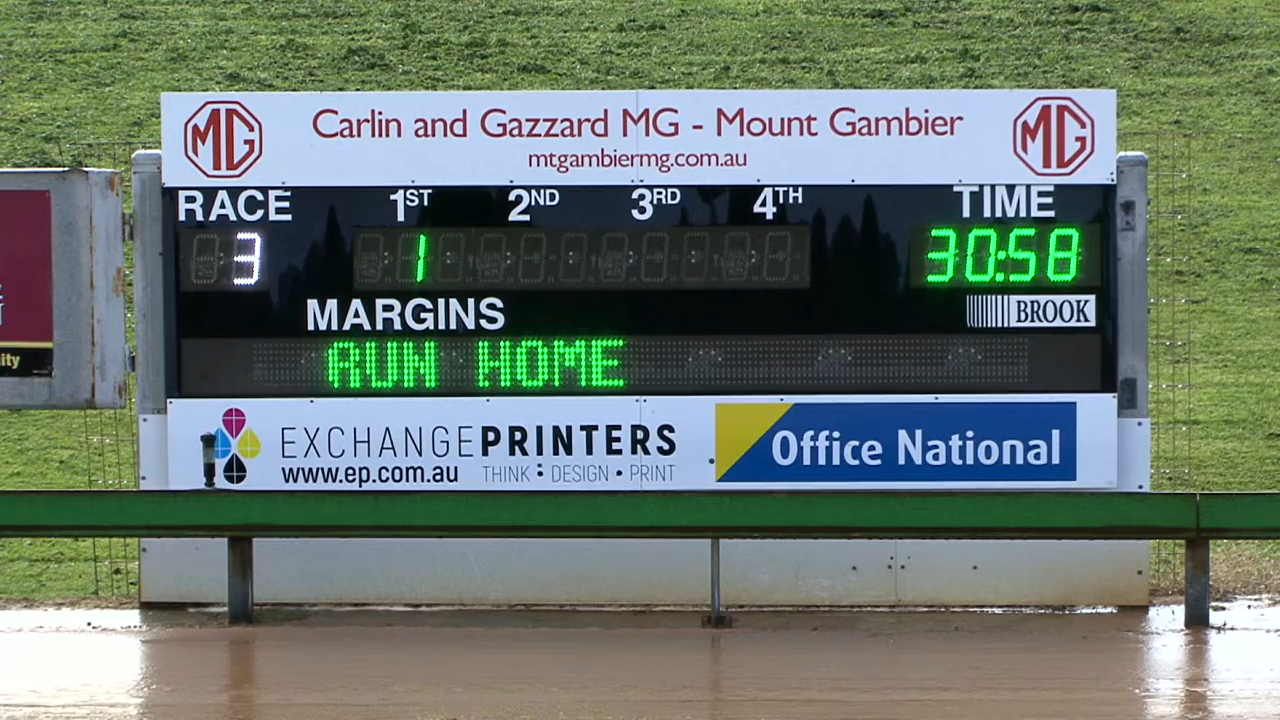 MG
Carlin and Gazzard MG - Mount Gambier
MG
mtgambiermg.com.au
RACE 1ST 2ND 3RD 4TH TIME
3 1 30:58
MARGINS
BROOK
RUN HOME
EXCHANGEPRINTERS
www.ep.com.au THINK : DESIGN • PRINT
Office National